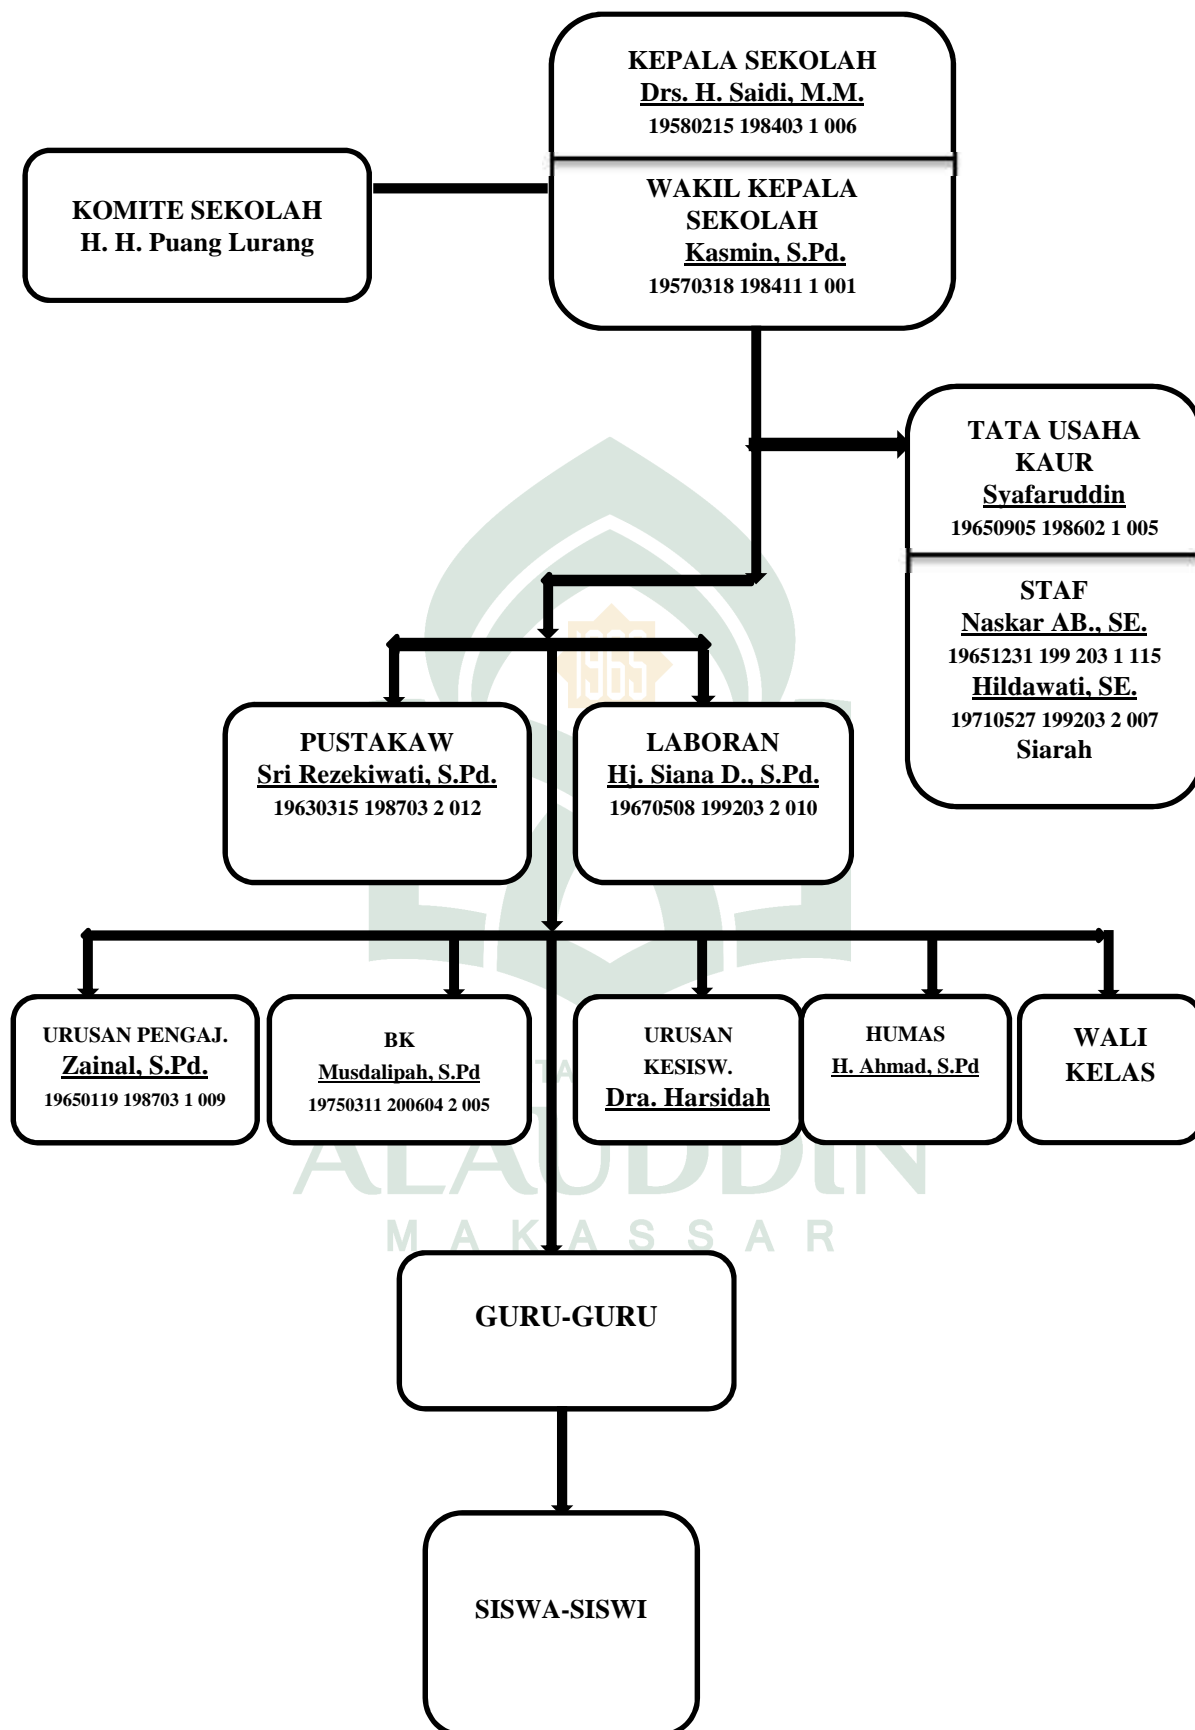 KEPALA SEKOLAH
Drs. H. Saidi, M.M.
19580215 198403 1 006
WAKIL KEPALA
SEKOLAH
Kasmin, S.Pd.
19570318 198411 1 001
KOMITE SEKOLAH
H. H. Puang Lurang
TATA USAHA
KAUR
Syafaruddin
19650905 198602 1 005
STAF
Naskar AB., SE.
19651231 199 203 1 115
Hildawati, SE.
19710527 199203 2 007
Siarah
1965
PUSTAKAW
Sri Rezekiwati, S.Pd.
19630315 198703 2 012
LABORAN
Hj. Siana D., S.Pd.
19670508 199203 2 010
URUSAN PENGAJ.
Zainal, S.Pd.
19650119 198703 1 009
BK
Musdalipah, S.Pd
19750311 200604 2 005
URUSAN
KESISW.
Dra. Harsidah
HUMAS
H. Ahmad, S.Pd
WALI
KELAS
ALAUDDIN
MAKASSAR
GURU-GURU
SISWA-SISWI